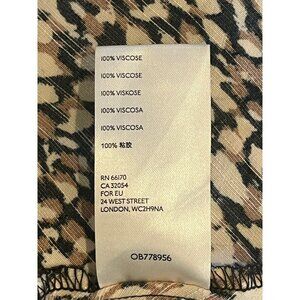 100% VISCOSE
100% VISCOSE
100% VISKOSE
100% VISCOSA
100% VISCOSA
100% 粘胶
RN 66170
CA 32054
FOR EU
24 WEST STREET
LONDON, WC2H9NA
OB778956